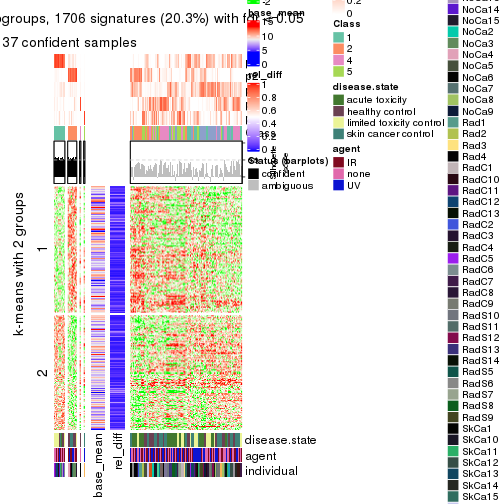 groups, 1706 signatures (20.3%) with
37 confident samples
base_mean
15
10
5
0
rel_diff
1
0.8
0.6
0.4
0.2
Status (barplots)
confident
ambiguous
0.2
0
Class
1
2
4
5
disease.state
acute toxicity
healthy control
limited toxicity control
skin cancer control
agent
IR
none
UV
k-means with 2 groups
1
2
base_mean
rel_diff
disease.state
agent
individual
NoCa14
NoCa15
NoCa2
NoCa3
NoCa4
NoCa5
NoCa6
NoCa7
NoCa8
NoCa9
Rad1
Rad2
Rad3
Rad4
RadC1
RadC10
RadC11
RadC12
RadC13
RadC2
RadC3
RadC4
RadC5
RadC6
RadC7
RadC8
RadC9
RadS10
RadS11
RadS12
RadS13
RadS14
RadS5
RadS6
RadS7
RadS8
RadS9
SkCa1
SkCa10
SkCa11
SkCa12
SkCa13
SkCa14
SkCa15